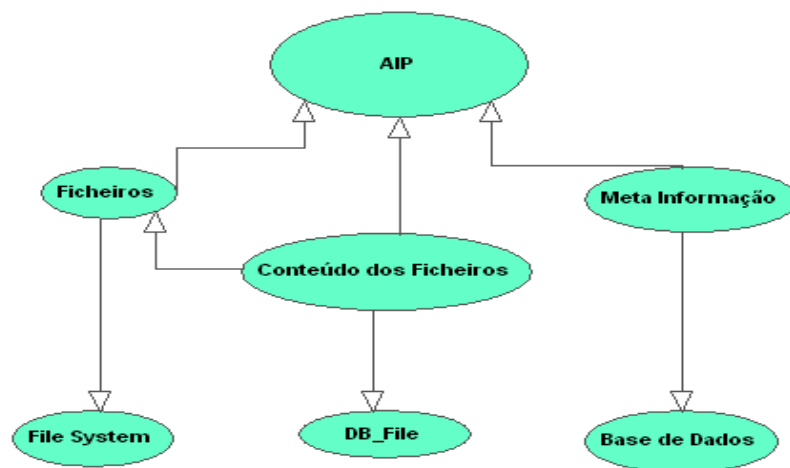 AIP
Ficheiros
Meta Informação
Conteúdo dos Ficheiros
File System
DB_File
Base de Dados